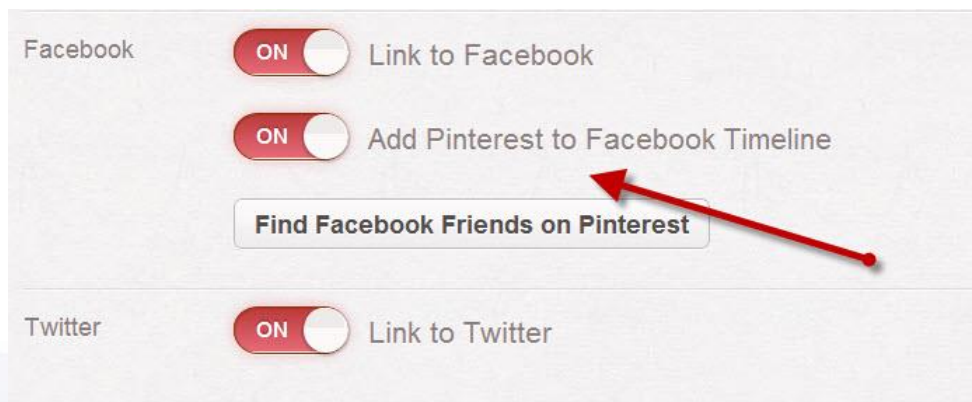 Facebook ON Link to Facebook
ON Add Pinterest to Facebook Timeline
Find Facebook Friends on Pinterest
Twitter ON Link to Twitter